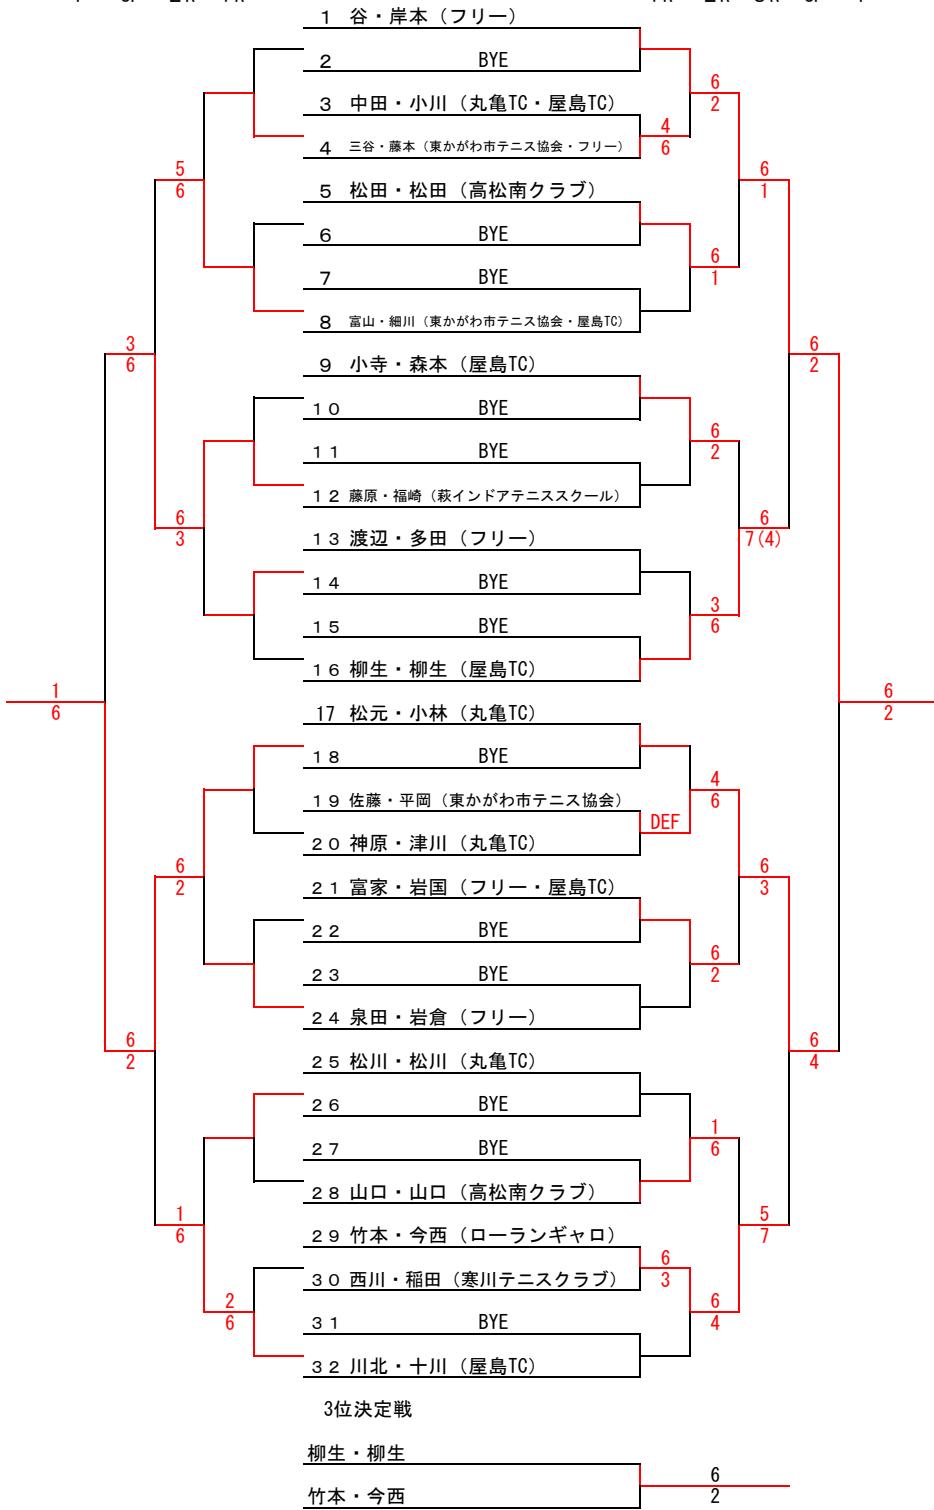 1 谷・岸本（フリー）
2 BYE
6
2
3 中田・小川（丸亀TC・屋島TC）
4
6
4 三谷・藤本（東かがわ市テニス協会・フリー）
5
6
6
1
5 松田・松田（高松南クラブ）
6 BYE
6
1
7 BYE
8 富山・細川（東かがわ市テニス協会・屋島TC）
3
6
6
2
9 小寺・森本（屋島TC）
10 BYE
6
2
11 BYE
12 藤原・福崎（萩インドアテニススクール）
6
3
6
7(4)
13 渡辺・多田（フリー）
14 BYE
3
6
15 BYE
16 柳生・柳生（屋島TC）
1
6
6
2
17 松元・小林（丸亀TC）
18 BYE
4
6
19 佐藤・平岡（東かがわ市テニス協会）
DEF
20 神原・津川（丸亀TC）
6
2
6
3
21 富家・岩国（フリー・屋島TC）
22 BYE
6
2
23 BYE
24 泉田・岩倉（フリー）
6
2
6
4
25 松川・松川（丸亀TC）
26 BYE
1
6
27 BYE
28 山口・山口（高松南クラブ）
1
6
5
7
29 竹本・今西（ローランギャロ）
6
3
30 西川・稲田（寒川テニスクラブ）
2
6
6
4
31 BYE
32 川北・十川（屋島TC）
3位決定戦
柳生・柳生
6
2
竹本・今西